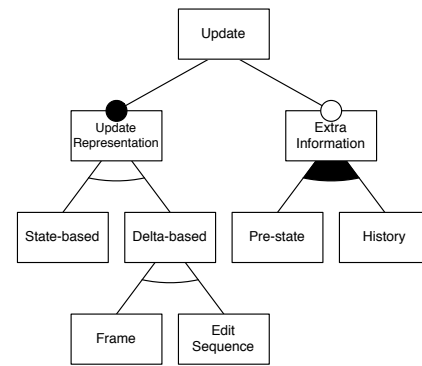 Update
Update
Representation
Extra
Information
State-based
Delta-based
Pre-state
History
Frame
Edit
Sequence